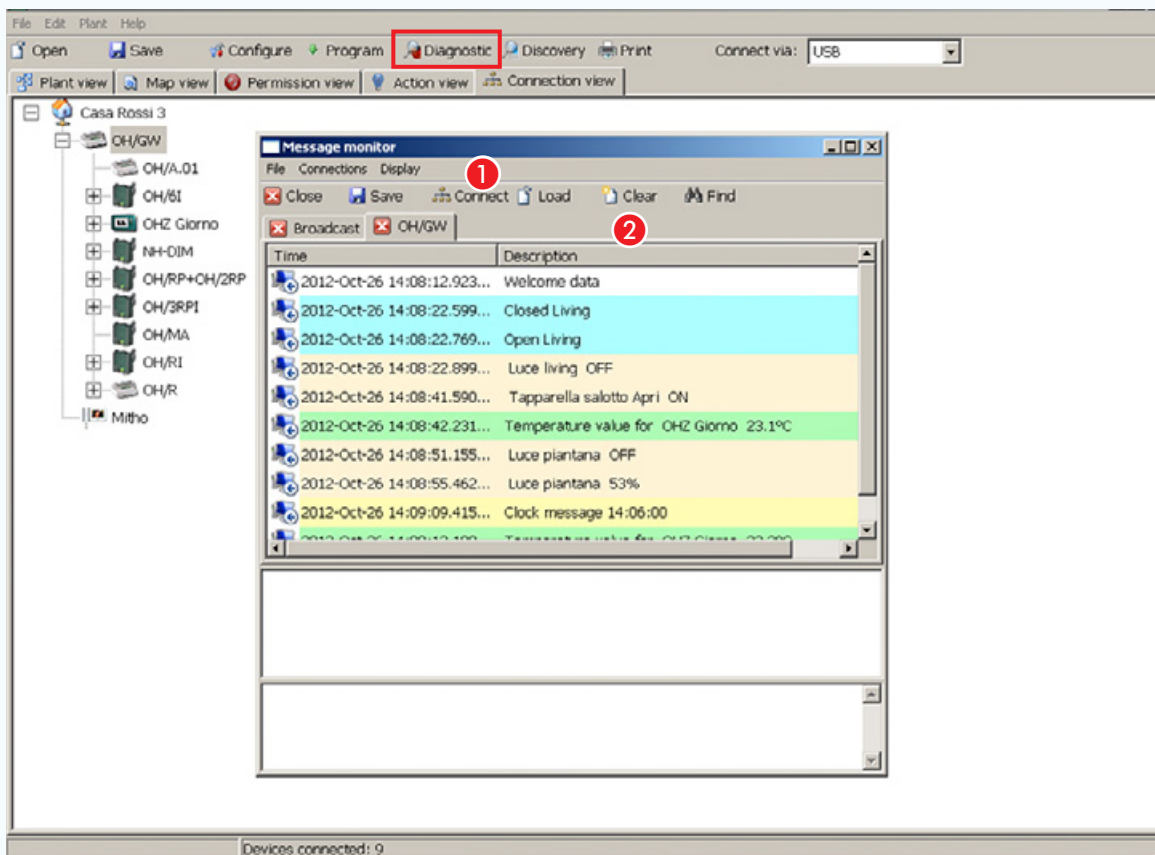 File Edit Plant Help
Open Save Configure Program Diagnostic Discovery Print Connect via: USB
Plant view Map view Permission view Action view Connection view
Casa Rossi 3
OH/GW
OH/A.01
OH/6I
OHZ Giorno
NH-DIM
OH/RP+OH/2RP
OH/3RPI
OH/MA
OH/RI
OH/R
Mitho
Message monitor
File Connections Display
1
Close Save Connect Load Clear Find
Broadcast OH/GW
2
Time Description
2012-Oct-26 14:08:12.923... Welcome data
2012-Oct-26 14:08:22.599... Closed Living
2012-Oct-26 14:08:22.769... Open Living
2012-Oct-26 14:08:22.899... Luce living OFF
2012-Oct-26 14:08:41.590... Tapparella salotto Apri ON
2012-Oct-26 14:08:42.231... Temperature value for OHZ Giorno 23.1ºC
2012-Oct-26 14:08:51.155... Luce piantana OFF
2012-Oct-26 14:08:55.462... Luce piantana 53%
2012-Oct-26 14:09:09.415... Clock message 14:06:00
Temperature value for OHZ Giorno
Devices connected: 9